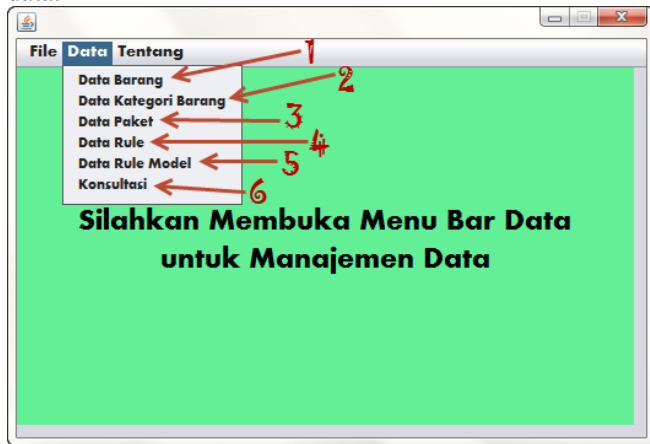 File Data Tentang
1
Data Barang
2
Data Kategori Barang
Data Paket 3
Data Rule 4
Data Rule Model 5
Konsultasi 6
Silahkan Membuka Menu Bar Data
untuk Manajemen Data